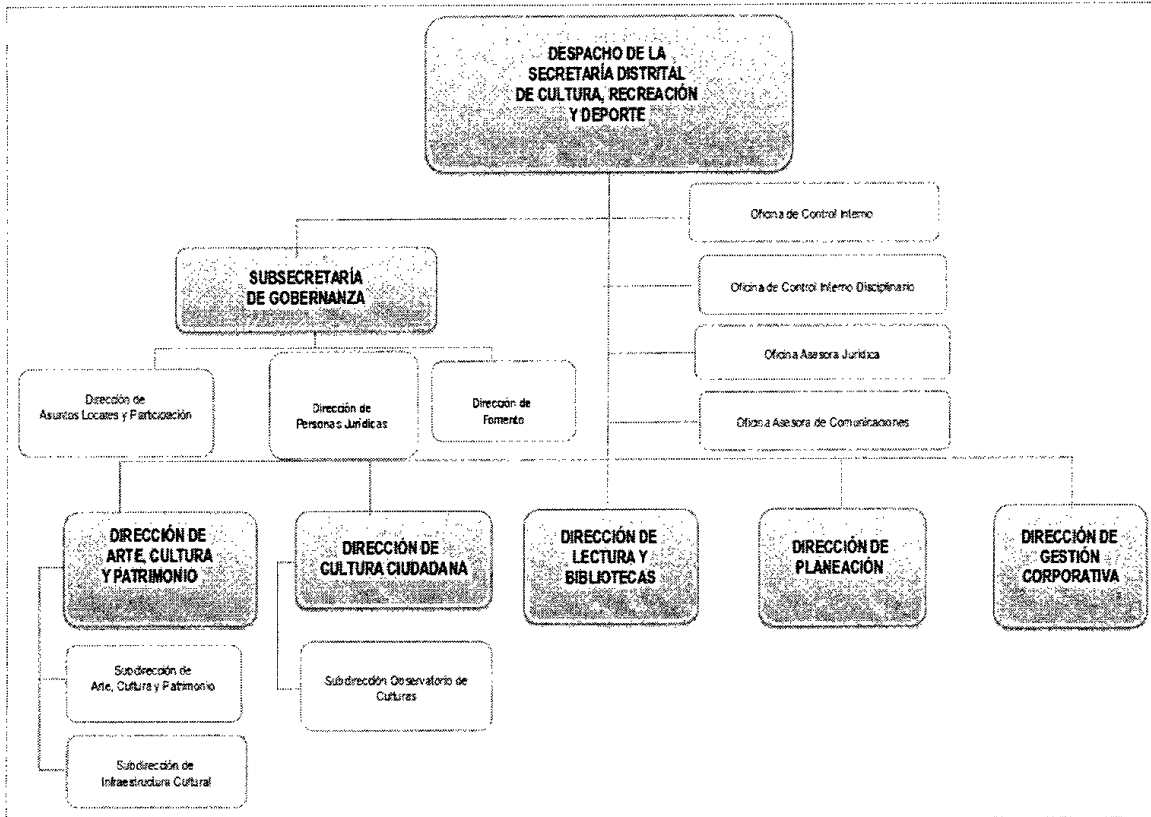 DESPACHO DE LA
SECRETARÍA DISTRITAL
DE CULTURA, RECREACIÓN
Y DEPORTE
Oficina de Control Interno
SUBSECRETARÍA
DE GOBERNANZA
Oficina de Control Interno Disciplinario
Oficina Asesora Jurídica
Dirección de
Asuntos Locales y Participación
Dirección de
Personas Jurídicas
Dirección de
Fomento
Oficina Asesora de Comunicaciones
DIRECCIÓN DE
ARTE, CULTURA
Y PATRIMONIO
DIRECCIÓN DE
CULTURA CIUDADANA
DIRECCIÓN DE
LECTURA Y
BIBLIOTECAS
DIRECCIÓN DE
PLANEACIÓN
DIRECCIÓN DE
GESTIÓN
CORPORATIVA
Subdirección de
Arte, Cultura y Patrimonio
Subdirección Observatorio de
Culturas
Subdirección de
Infraestructura Cultural